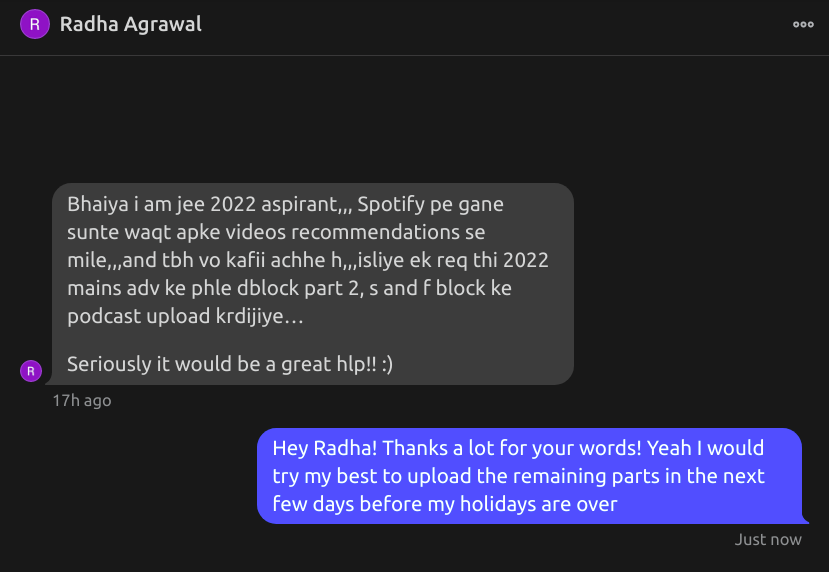 R
Radha Agrawal
Bhaiya i am jee 2022 aspirant,,, Spotify pe gane
sunte waqt apke videos recommendations se
mile,,,and tbh vo kafii achhe h,,,isliye ek req thi 2022
mains adv ke phle dblock part 2, s and f block ke
podcast upload krdijiye...
Seriously it would be a great hlp!! :)
R
17h ago
Hey Radha! Thanks a lot for your words! Yeah I would
try my best to upload the remaining parts in the next
few days before my holidays are over
Just now